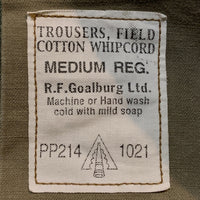 TROUSERS, FIELD
COTTON WHIPCORD
MEDIUM REG.
R.F.Goalburg Ltd.
Machine or Hand wash
cold with mild soap
PP214 1021